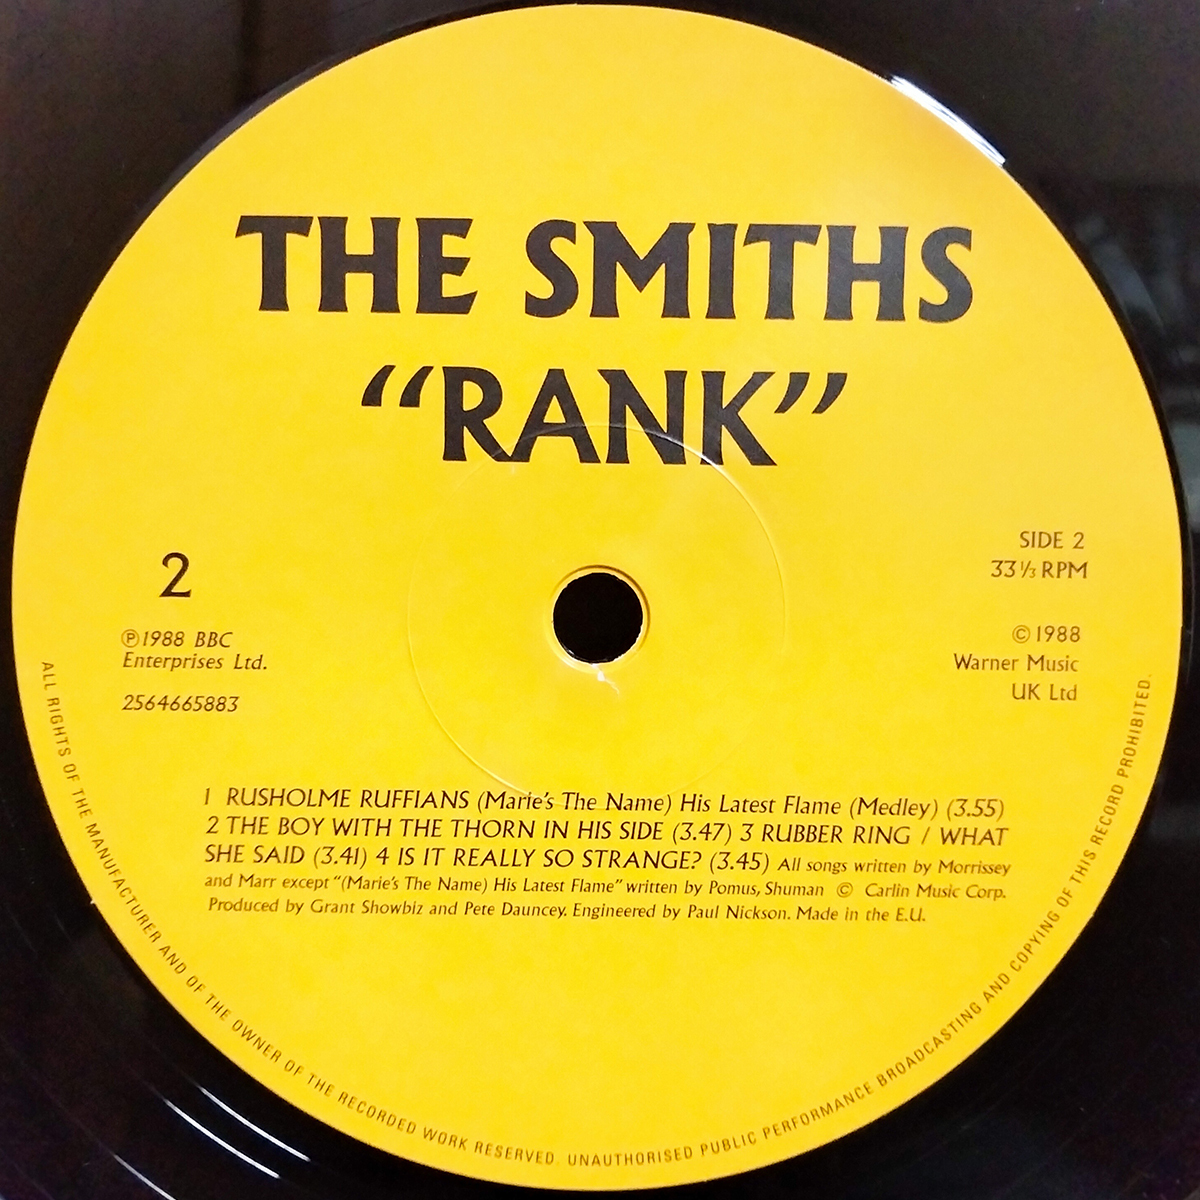 THE SMITHS
“RANK”
2
℗1988 BBC
Enterprises Ltd.
2564665883
SIDE 2
33⅓ RPM
©1988
Warner Music
UK Ltd
1 RUSHOLME RUFFIANS (Marie's The Name) His Latest Flame (Medley) (3.55)
2 THE BOY WITH THE THORN IN HIS SIDE (3.47) 3 RUBBER RING / WHAT
SHE SAID (3.41) 4 IS IT REALLY SO STRANGE? (3.45) All songs written by Morrissey
and Marr except “(Marie's The Name) His Latest Flame” written by Pomus, Shuman © Carlin Music Corp.
Produced by Grant Showbiz and Pete Dauncey. Engineered by Paul Nickson. Made in the E.U.
ALL RIGHTS OF THE MANUFACTURER AND OF THE OWNER OF THE RECORDED WORK RESERVED. UNAUTHORISED PUBLIC PERFORMANCE BROADCASTING AND COPYING OF THIS RECORD PROHIBITED.